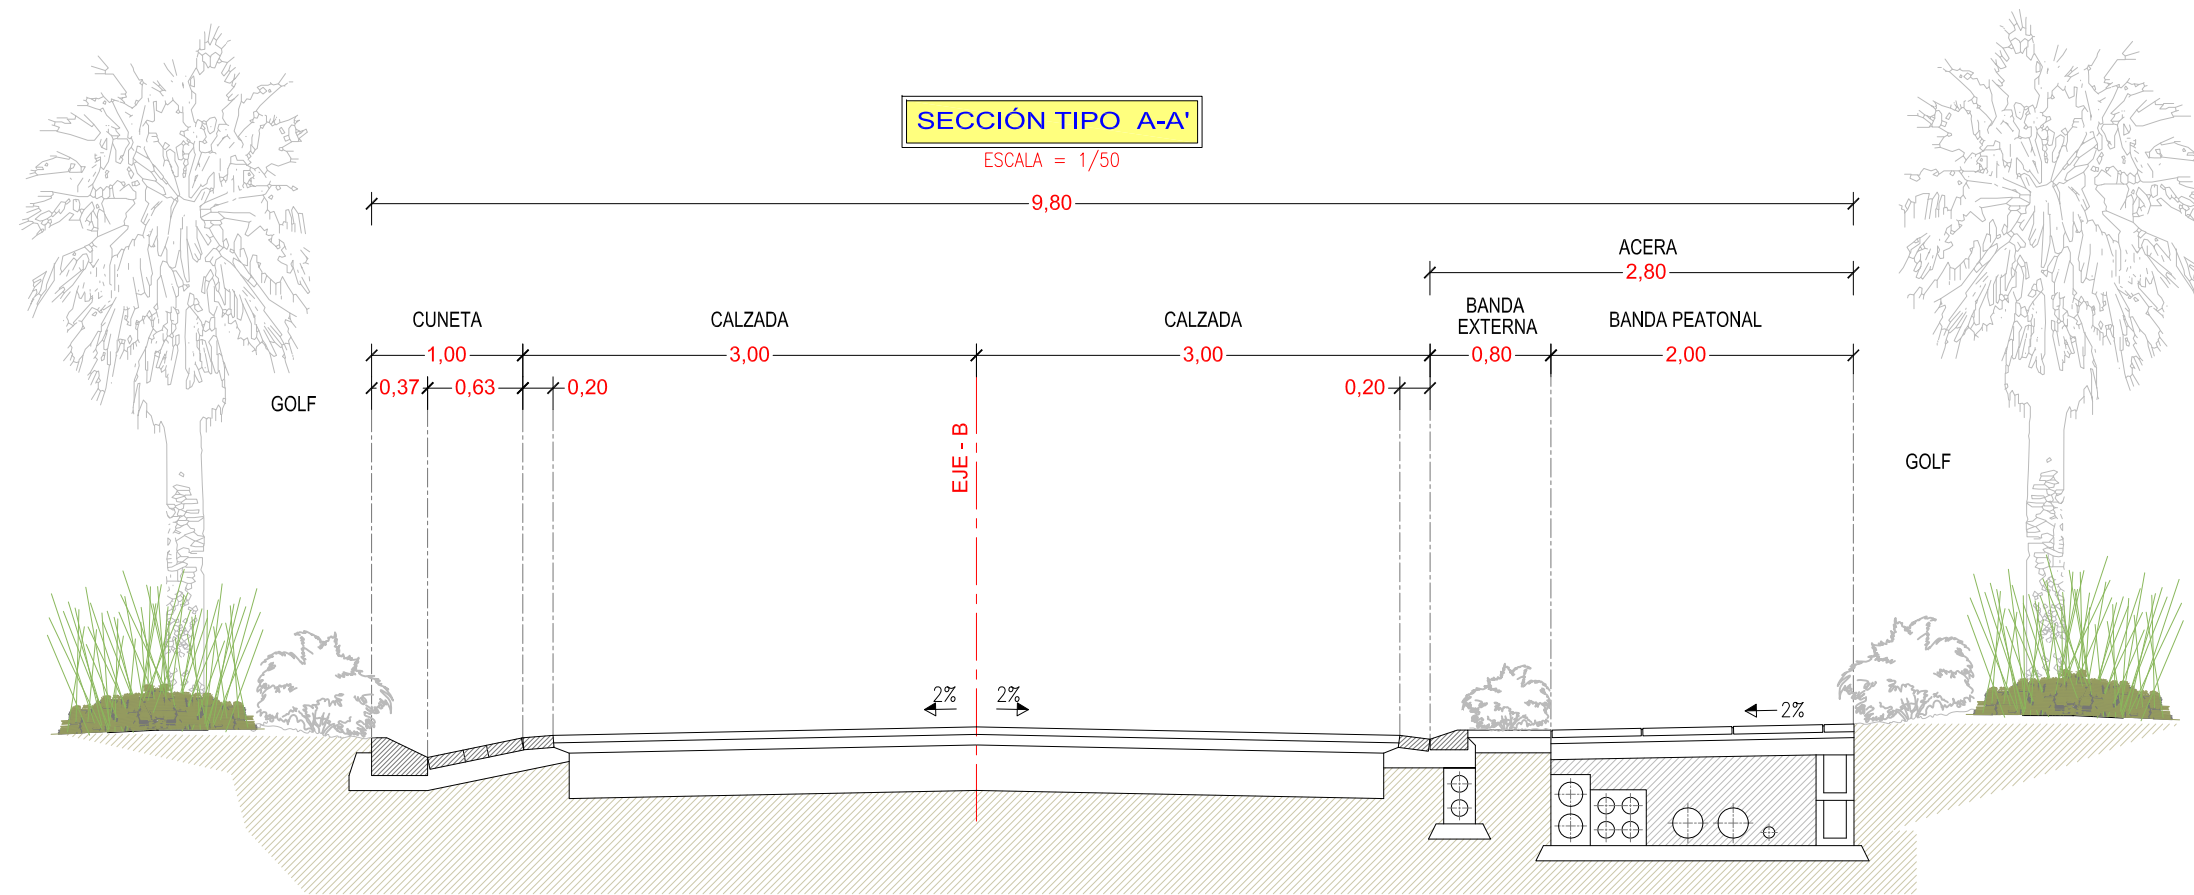 SECCIÓN TIPO A-A'
ESCALA = 1/50
9,80
ACERA
2,80
CUNETA
CALZADA
CALZADA
BANDA
EXTERNA
BANDA PEATONAL
1,00
3,00
3,00
0,80
2,00
0,37
0,63
0,20
0,20
GOLF
EJE - B
GOLF
2%
2%
2%